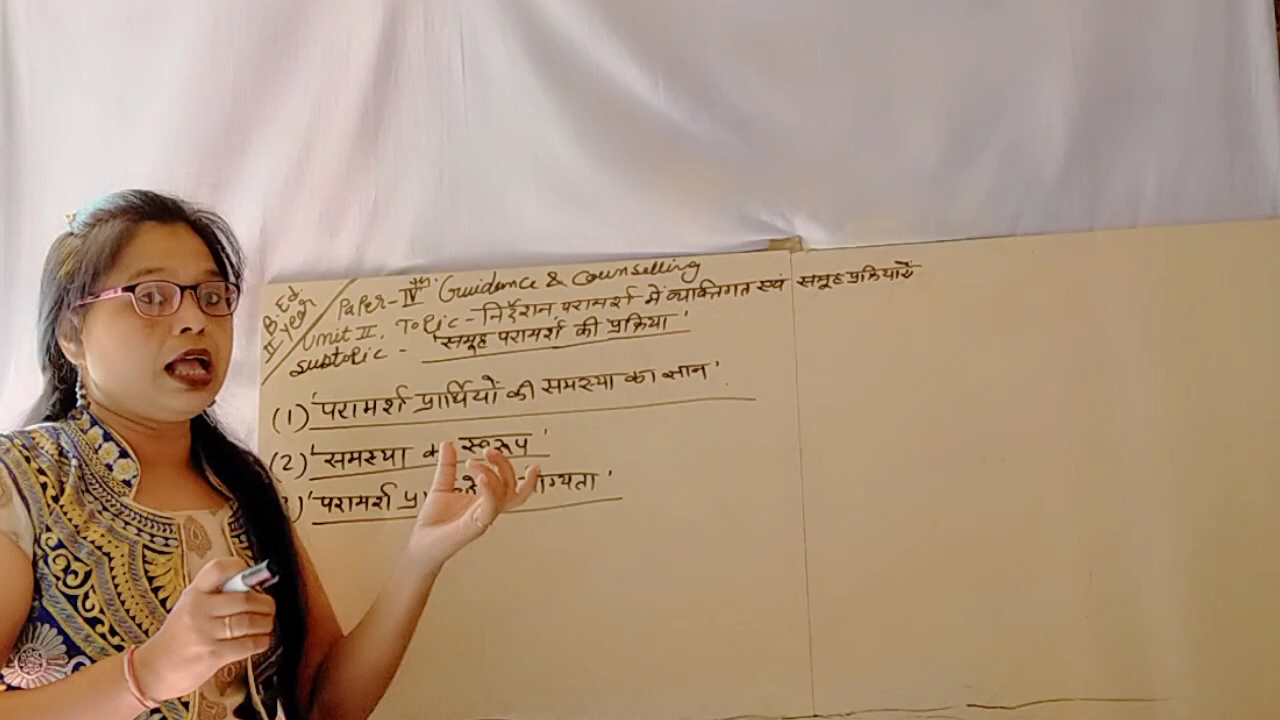 B.Ed. II year
Paper-IVth: Guidence & counselling
Unit II. Topic - निर्देशन, परामर्श में व्यक्तिगत एवं समूह प्रक्रियायें
subtopic - 'समूह परामर्श की प्रक्रिया'
(1) 'परामर्श प्रार्थियों की समस्या का ज्ञान'
(2) 'समस्या का स्वरूप'
'परामर्श